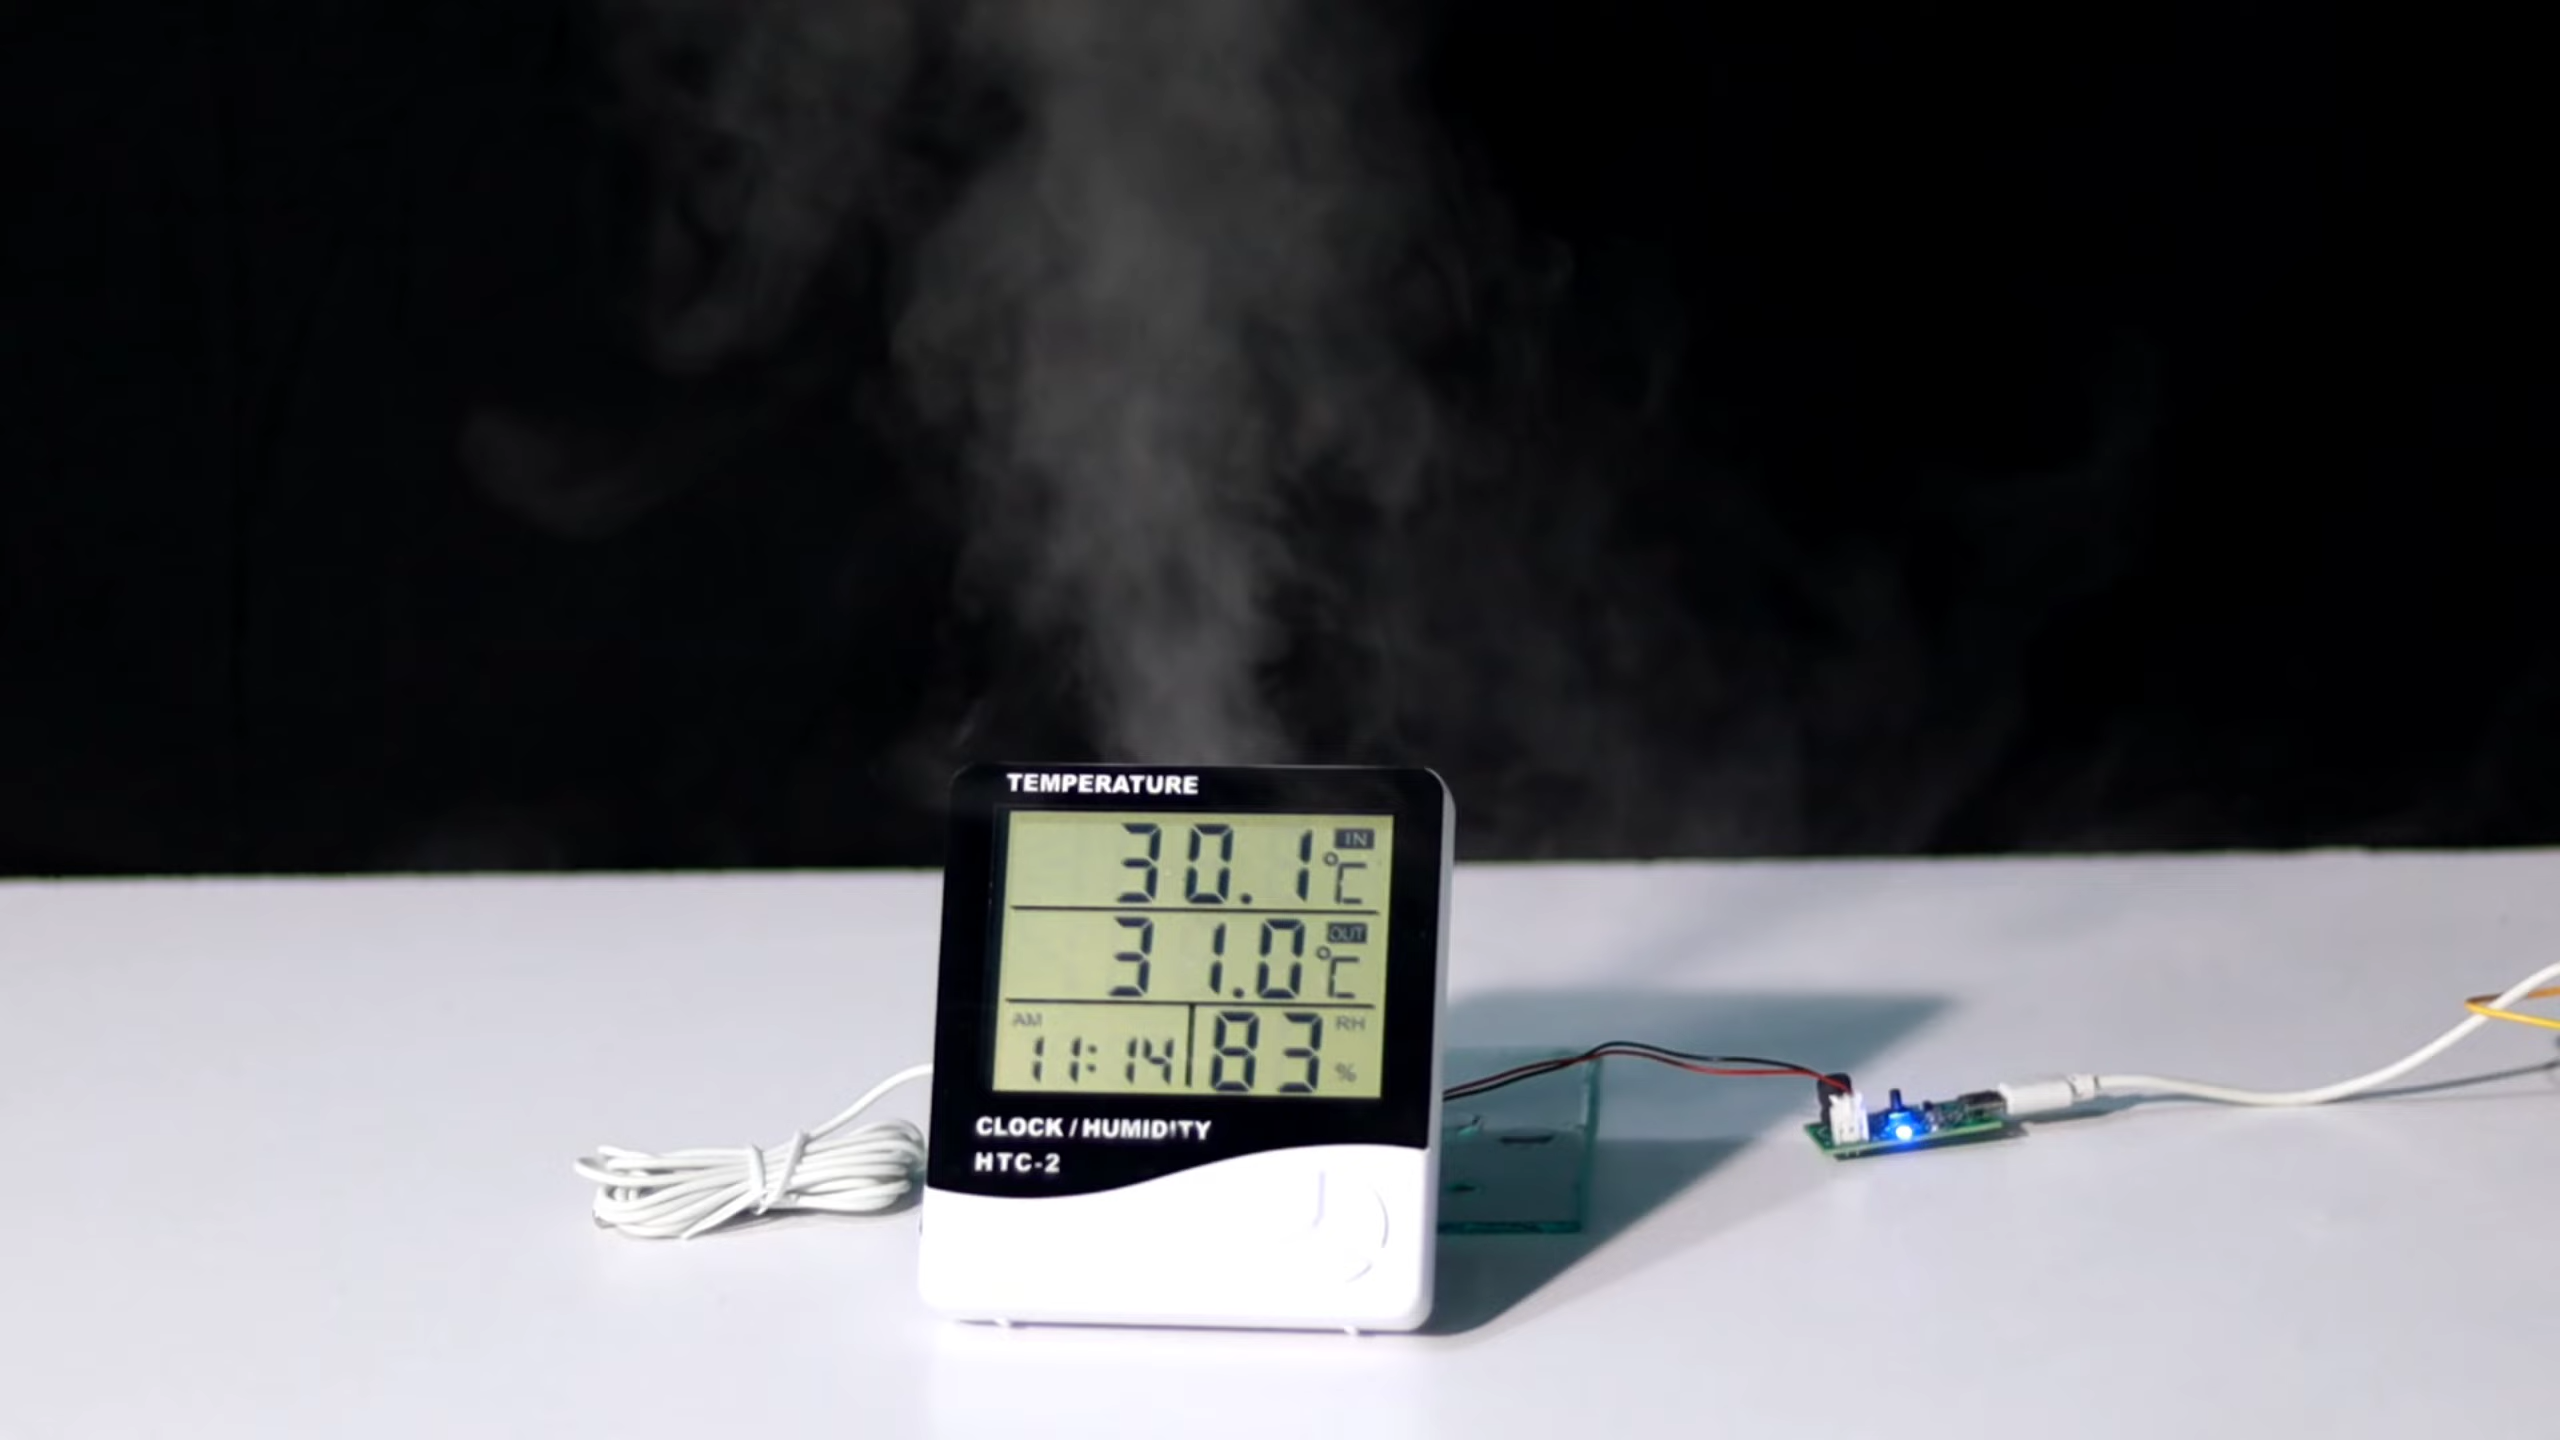 TEMPERATURE
30.1 °C IN
31.0 °C OUT
AM 11:14 83 RH %
CLOCK / HUMIDITY
HTC-2